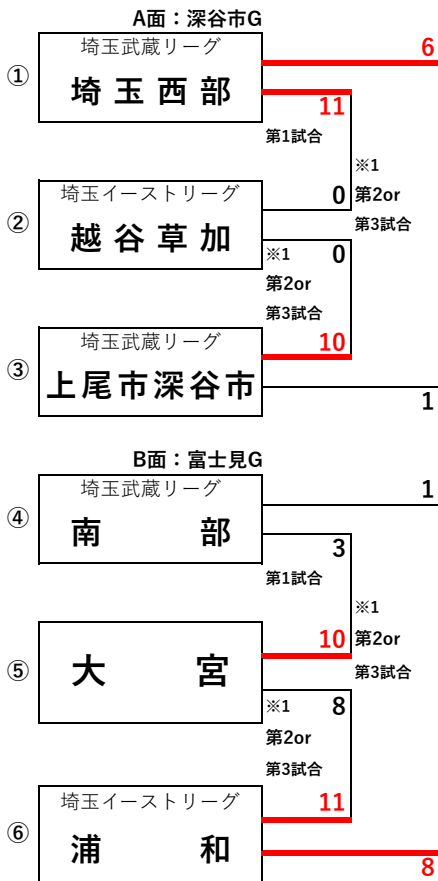 A面：深谷市G
埼玉武蔵リーグ
6
①
埼玉西部
11
第1試合
※1
埼玉イーストリーグ
0
第2or
②
越谷草加
第3試合
※1
0
第2or
第3試合
埼玉武蔵リーグ
10
③
上尾市深谷市
1
B面：富士見G
埼玉武蔵リーグ
1
④
南部
3
第1試合
※1
10
第2or
⑤
大宮
第3試合
※1
8
第2or
第3試合
埼玉イーストリーグ
11
⑥
浦和
8